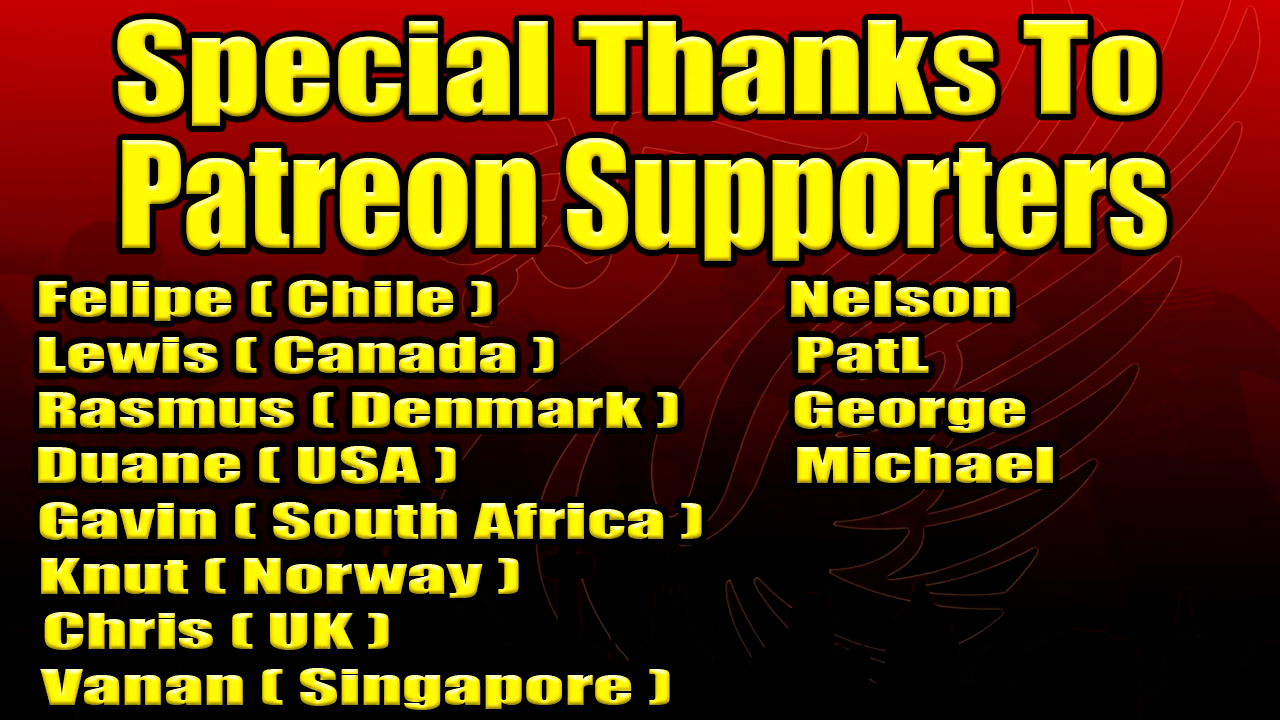 Special Thanks To
Patreon Supporters
Felipe ( Chile )
Lewis ( Canada )
Rasmus ( Denmark )
Duane ( USA )
Gavin ( South Africa )
Knut ( Norway )
Chris ( UK )
Vanan ( Singapore )
Nelson
PatL
George
Michael